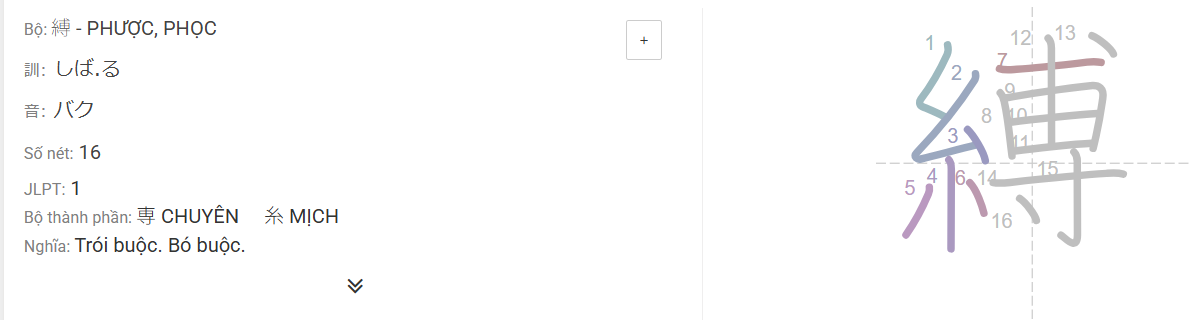 Bộ: 縛 - PHƯỢC, PHỌC
+
訓: しば.る
音: バク
Số nét: 16
JLPT: 1
Bộ thành phần: 専 CHUYÊN 糸 MỊCH
Nghĩa: Trói buộc. Bó buộc.
縛
1
2
3
4
5
6
7
8
9
10
11
12
13
14
15
16